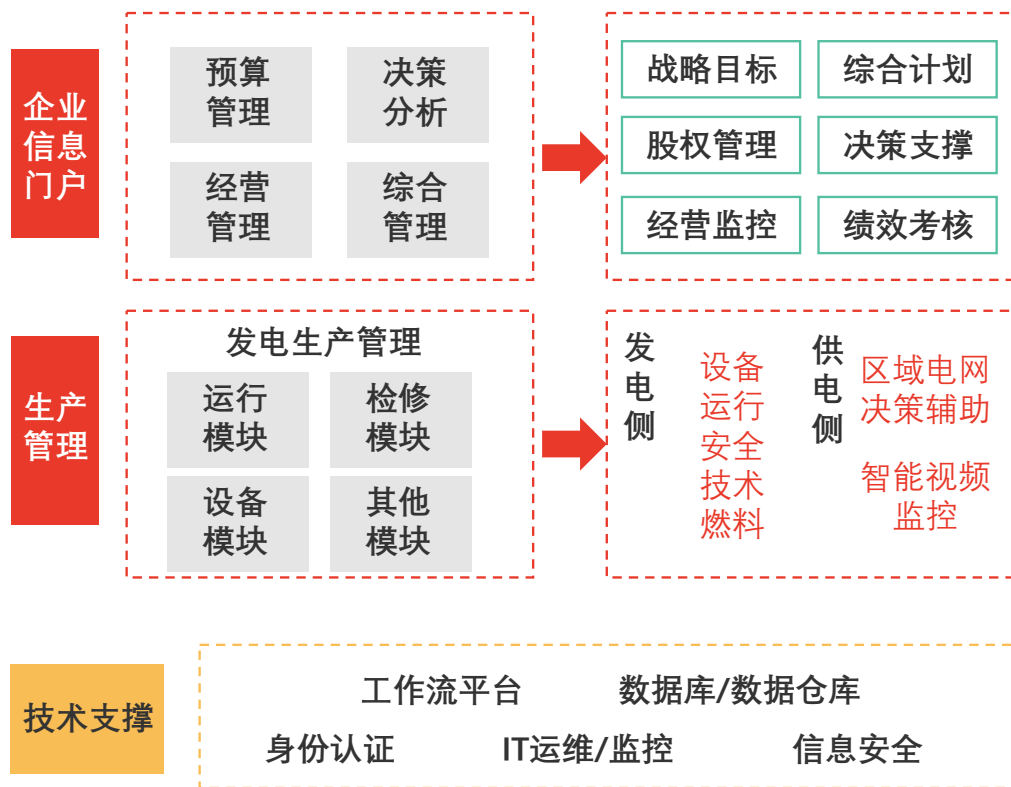 企业
信息
门户
预算
管理
决策
分析
经营
管理
综合
管理
战略目标
综合计划
股权管理
决策支撑
经营监控
绩效考核
生产
管理
发电生产管理
运行
模块
检修
模块
设备
模块
其他
模块
发
电
侧
设备
运行
安全
技术
燃料
供
电
侧
区域电网
决策辅助
智能视频
监控
技术支撑
工作流平台
数据库/数据仓库
身份认证
IT运维/监控
信息安全